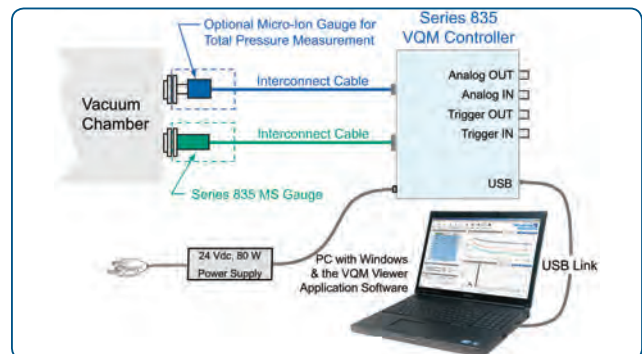 Optional Micro-Ion Gauge for
Total Pressure Measurement
Series 835
VQM Controller
Interconnect Cable
Analog OUT
Analog IN
Trigger OUT
Trigger IN
Vacuum
Chamber
Interconnect Cable
Series 835 MS Gauge
USB
24 Vdc, 80 W
Power Supply
PC with Windows
& the VQM Viewer
Application Software
USB Link